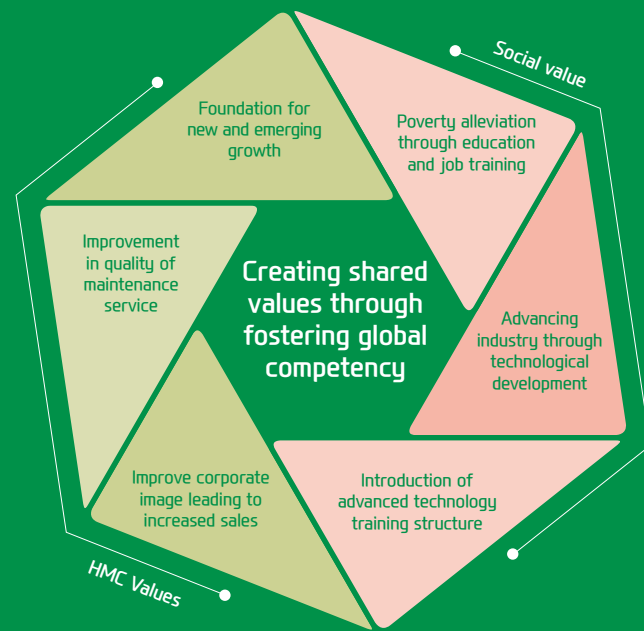 Social value
Foundation for
new and emerging
growth
Poverty alleviation
through education
and job training
Improvement
in quality of
maintenance
service
Creating shared
values through
fostering global
competency
Advancing
industry through
technological
development
Improve corporate
image leading to
increased sales
Introduction of
advanced technology
training structure
HMC Values